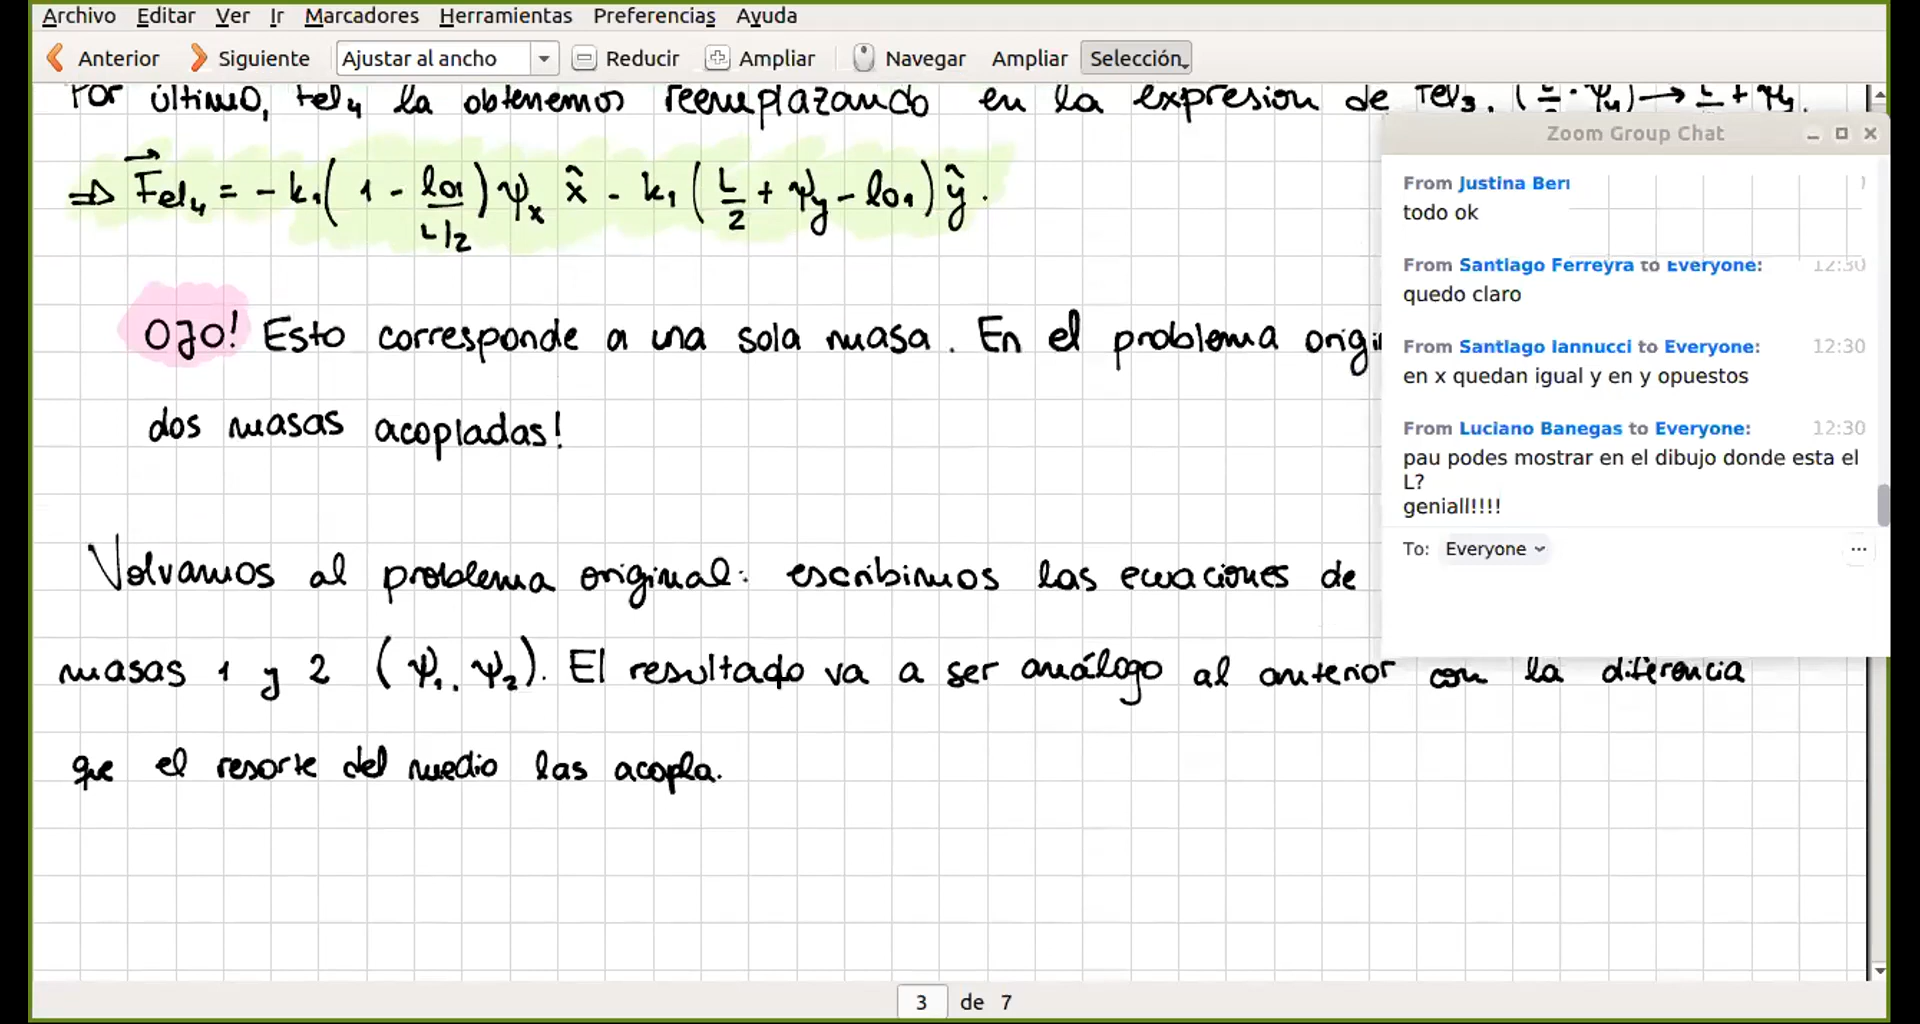 Archivo Editar Ver Ir Marcadores Herramientas Preferencias Ayuda
Anterior Siguiente Ajustar al ancho Reducir Ampliar Navegar Ampliar Selección
Por último, Fel₄ la obtenemos reemplazando en la expresion de Fel₃. (L/2 - Ψy) → L/2 + Ψy.
⇒ F⃗el₄ = - k₁ ( 1 - lo₁/(L/2) ) Ψx x̂ - k₁ ( L/2 + Ψy - lo₁ ) ŷ.
OJO! Esto corresponde a una sola masa. En el problema
dos masas acopladas!
Volvamos al problema original: escribimos las ecuaciones de
masas 1 y 2 (Ψ₁, Ψ₂). El resultado va a ser análogo al anterior con la diferencia
que el resorte del medio las acopla.
Zoom Group Chat
From Justina
todo ok
From Santiago Ferreyra to Everyone: 12:30
quedo claro
From Santiago Iannucci to Everyone: 12:30
en x quedan igual y en y opuestos
From Luciano Banegas to Everyone: 12:30
pau podes mostrar en el dibujo donde esta el
L?
geniall!!!!
To: Everyone
3 de 7